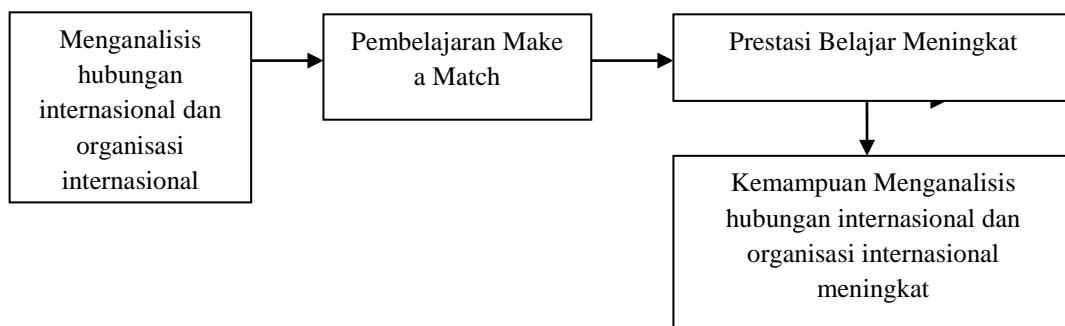 Menganalisis
hubungan
internasional dan
organisasi
internasional
Pembelajaran Make
a Match
Prestasi Belajar Meningkat
Kemampuan Menganalisis
hubungan internasional dan
organisasi internasional
meningkat